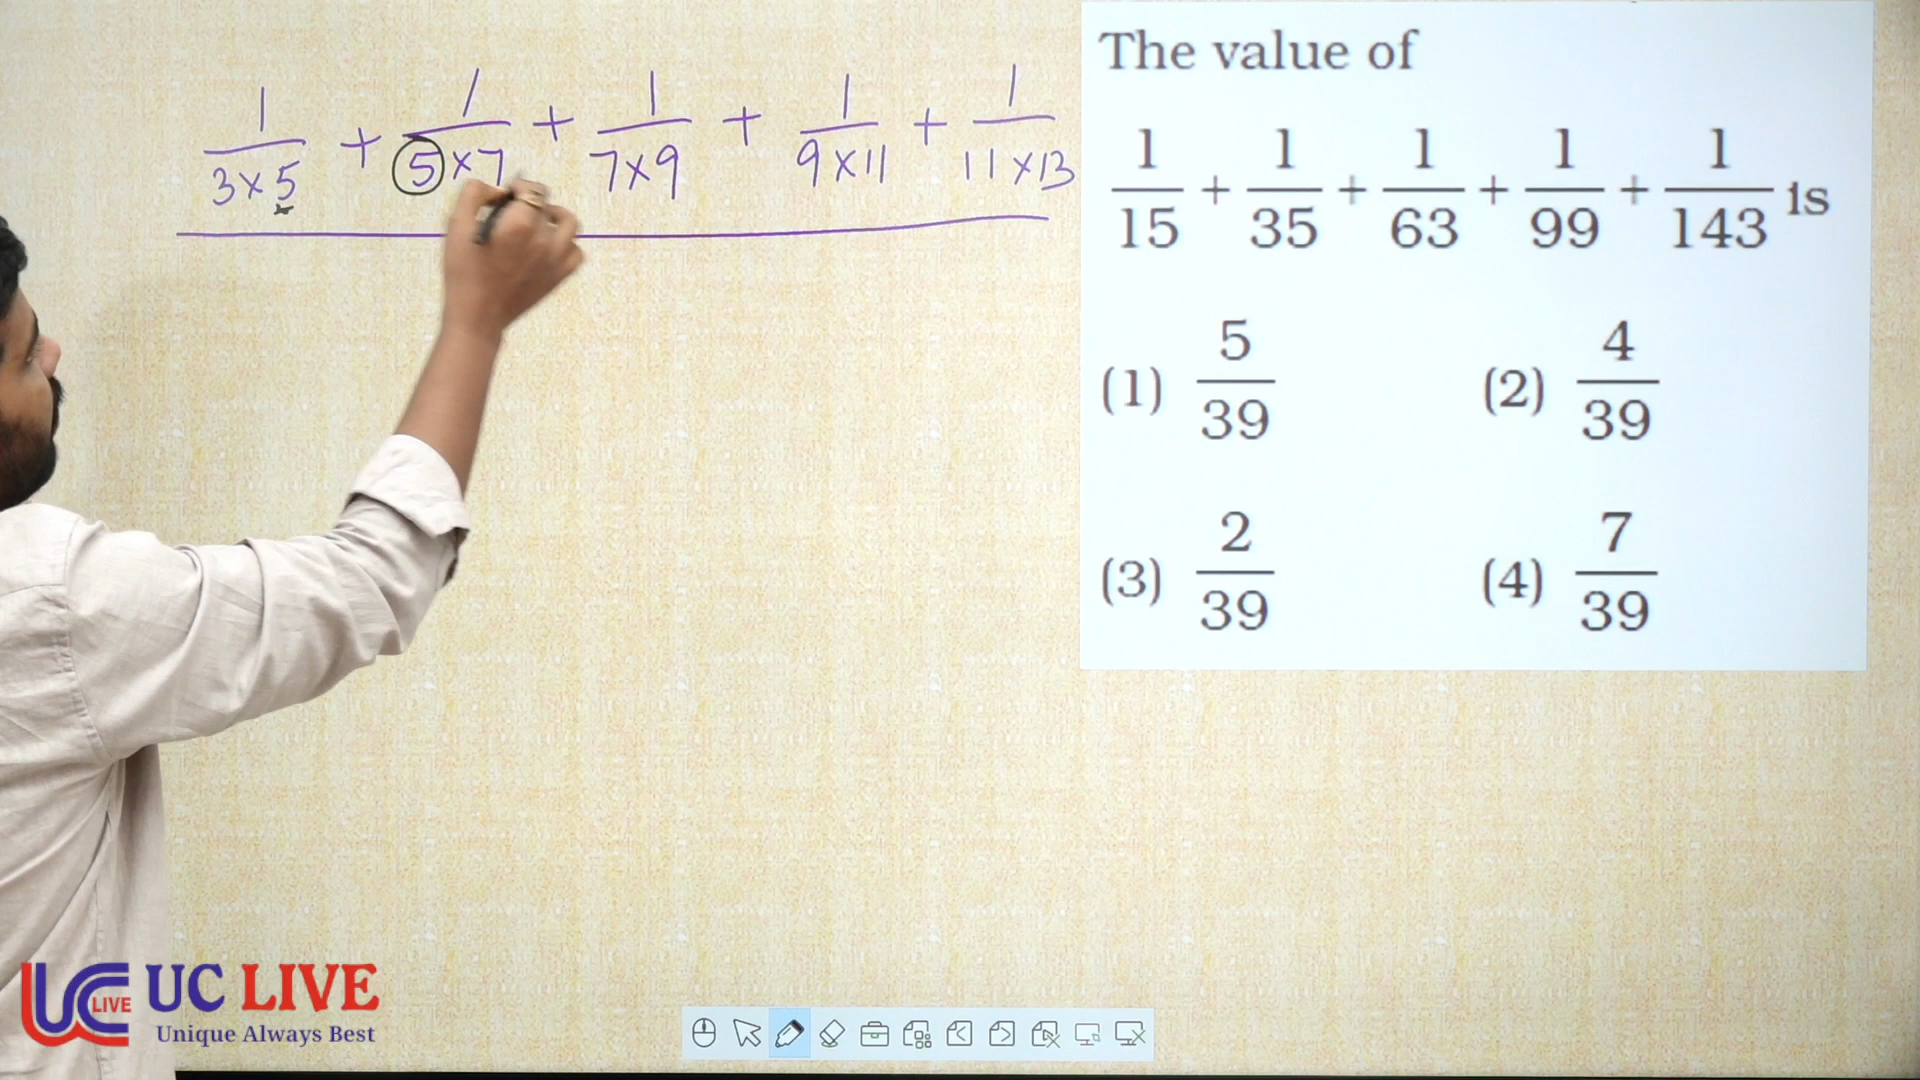 1/(3×5) + 1/(5×7) + 1/(7×9) + 1/(9×11) + 1/(11×13)
The value of
1/15 + 1/35 + 1/63 + 1/99 + 1/143 is
(1) 5/39 (2) 4/39
(3) 2/39 (4) 7/39
LIVE
UC LIVE
Unique Always Best